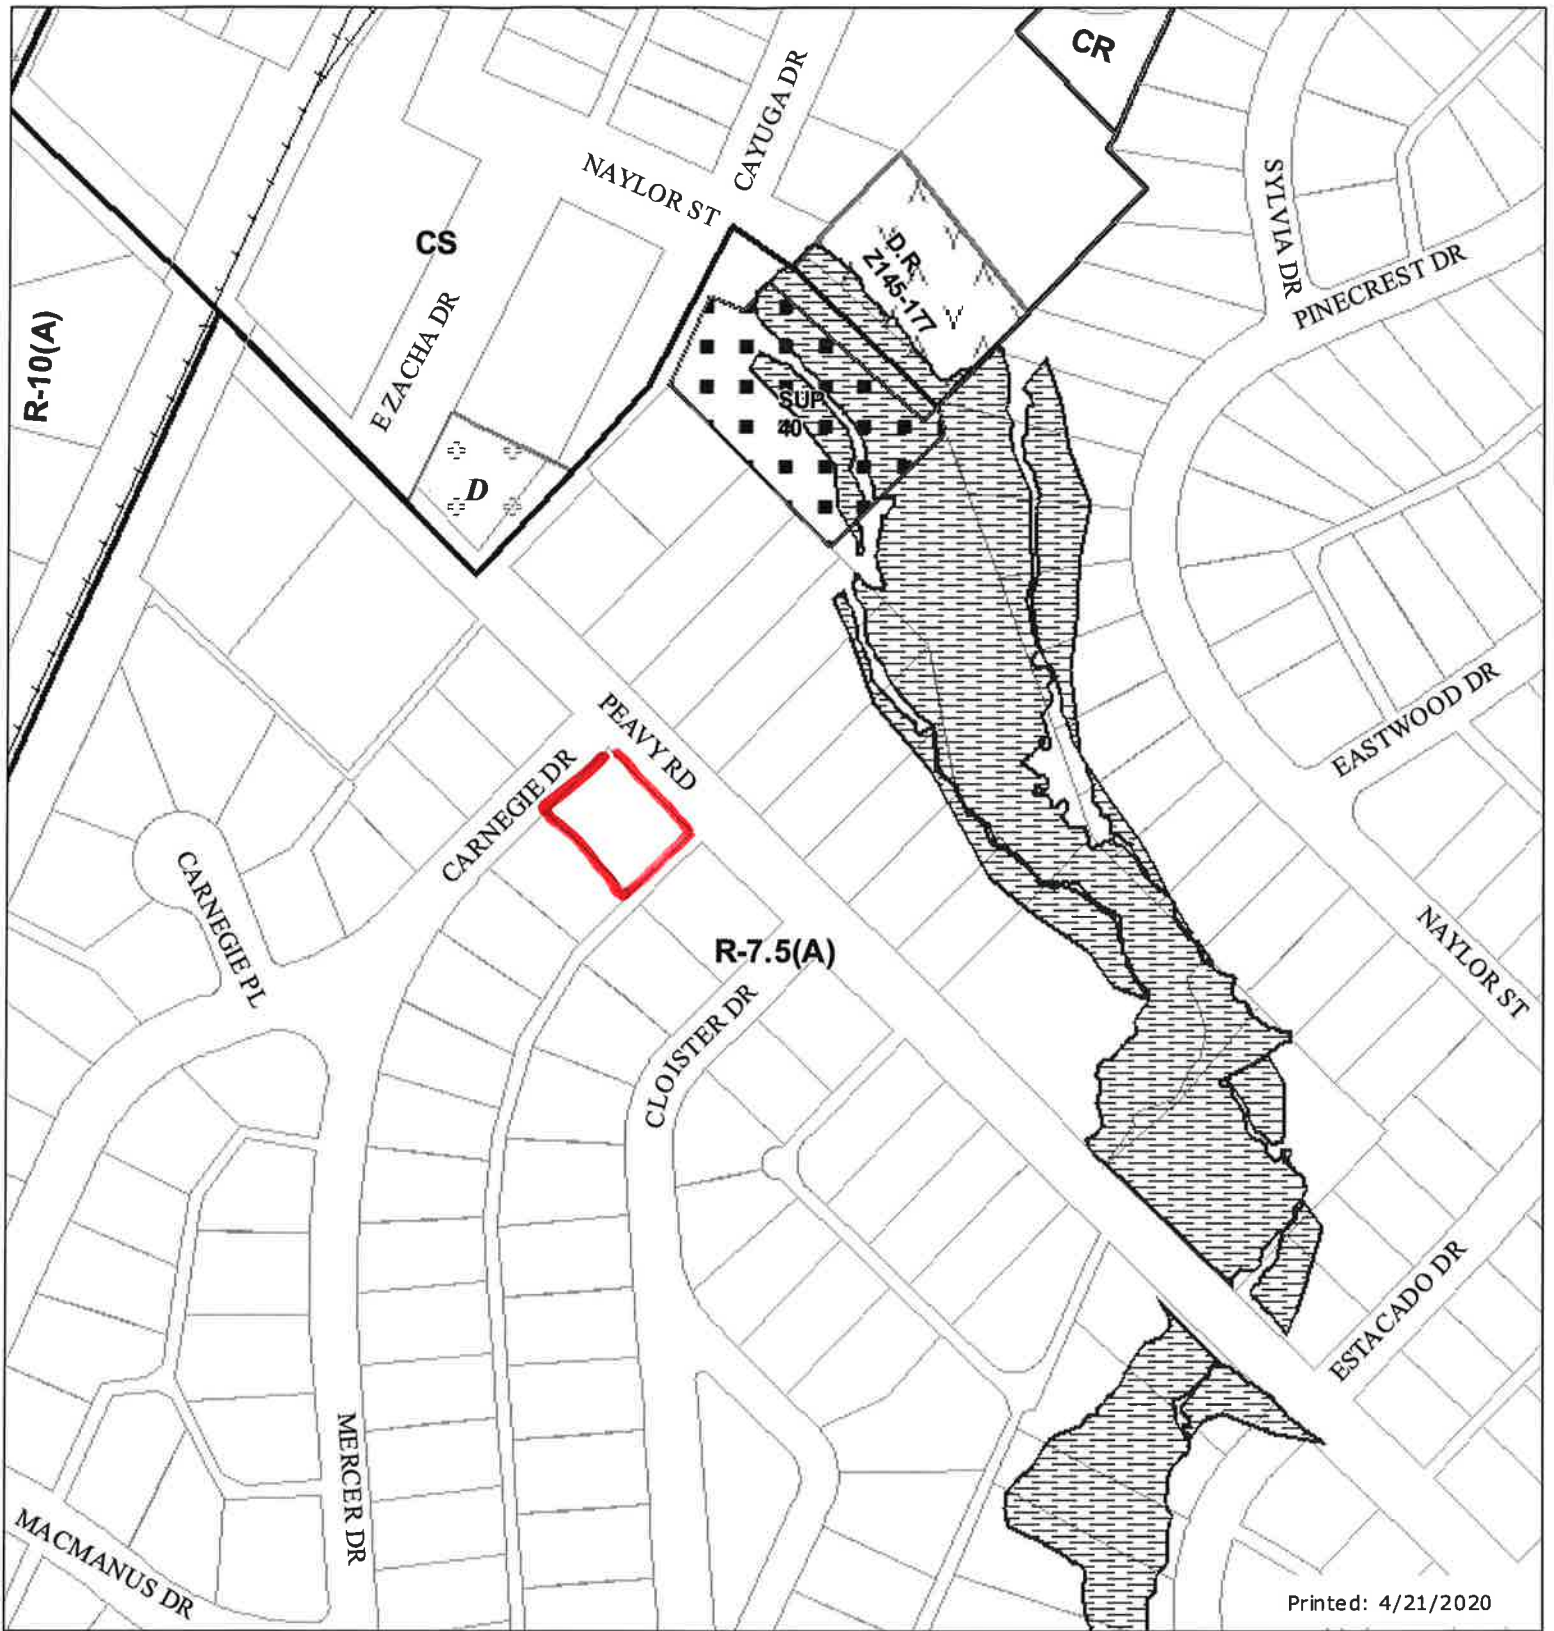 CR
CAYUGA DR
NAYLOR ST
SYLVIA DR
CS
D.R.
Z145-177
PINECREST DR
R-10(A)
E ZACHA DR
SUP
40
D
EASTWOOD DR
PEAVY RD
CARNEGIE DR
CARNEGIE PL
R-7.5(A)
NAYLOR ST
CLOISTER DR
ESTACADO DR
MERCER DR
MACMANUS DR
Printed: 4/21/2020